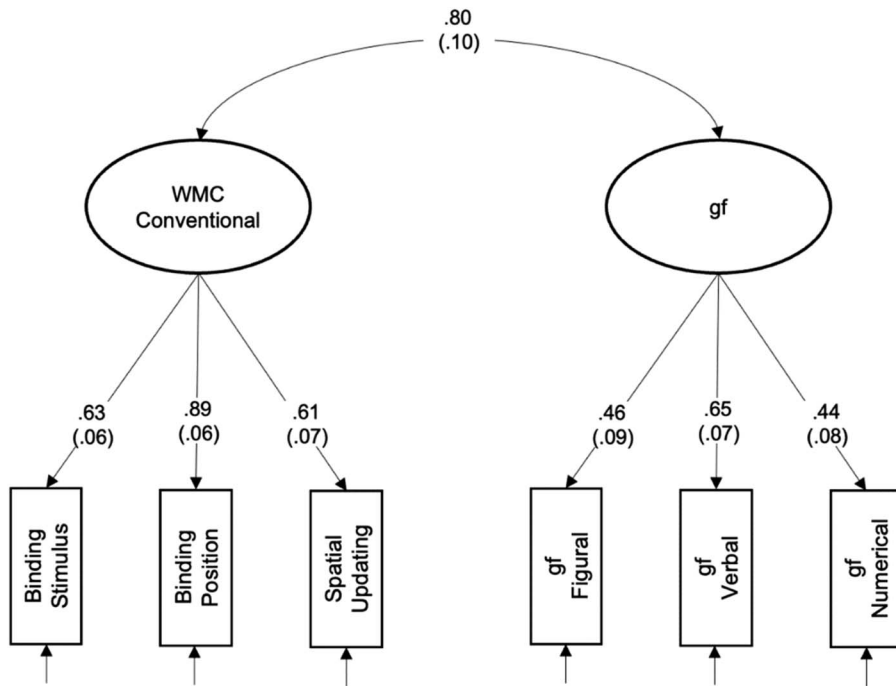 .80
(.10)
WMC
Conventional
gf
.63
(.06)
.89
(.06)
.61
(.07)
.46
(.09)
.65
(.07)
.44
(.08)
Binding
Stimulus
Binding
Position
Spatial
Updating
gf
Figural
gf
Verbal
gf
Numerical